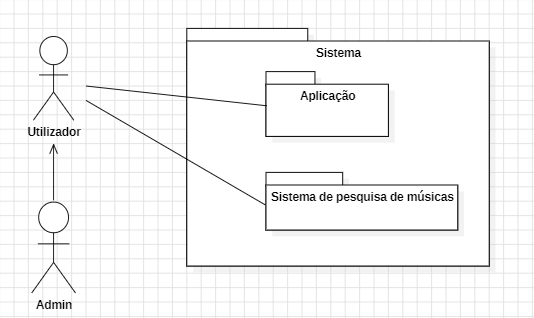 Sistema
Aplicação
Utilizador
Sistema de pesquisa de músicas
Admin